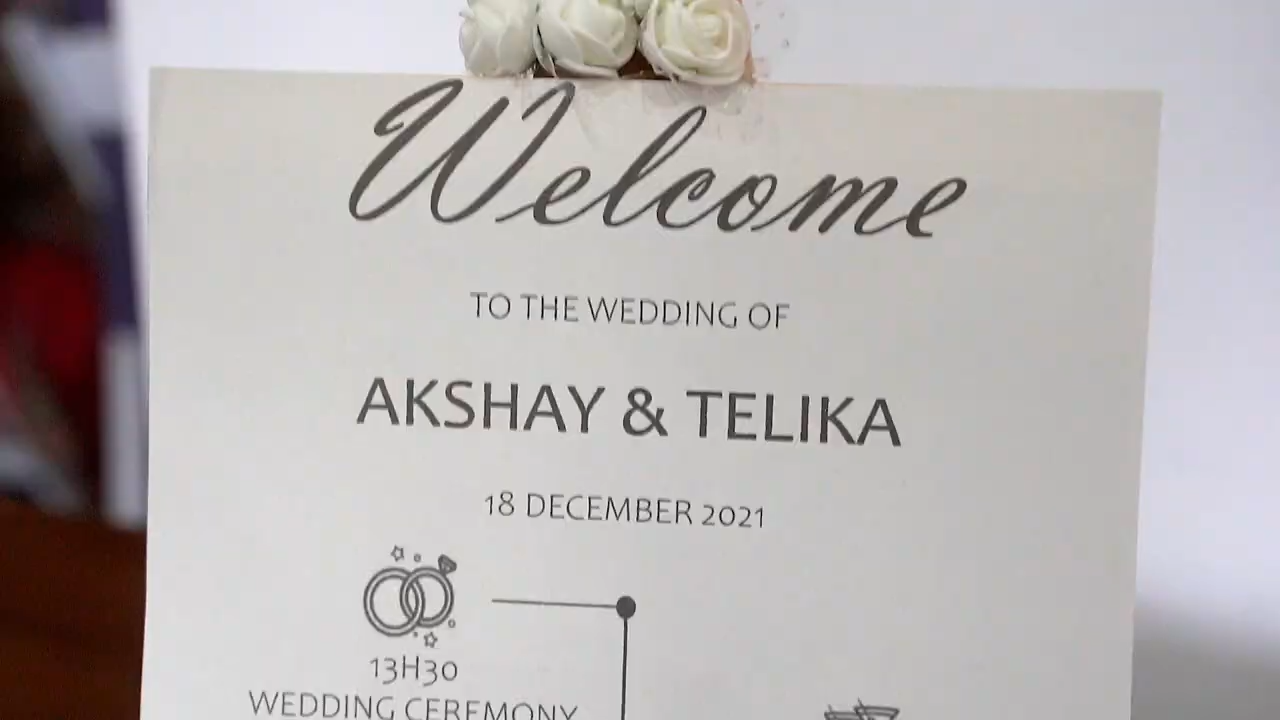 Welcome
TO THE WEDDING OF
AKSHAY & TELIKA
18 DECEMBER 2021
13H30
WEDDING CEREMONY